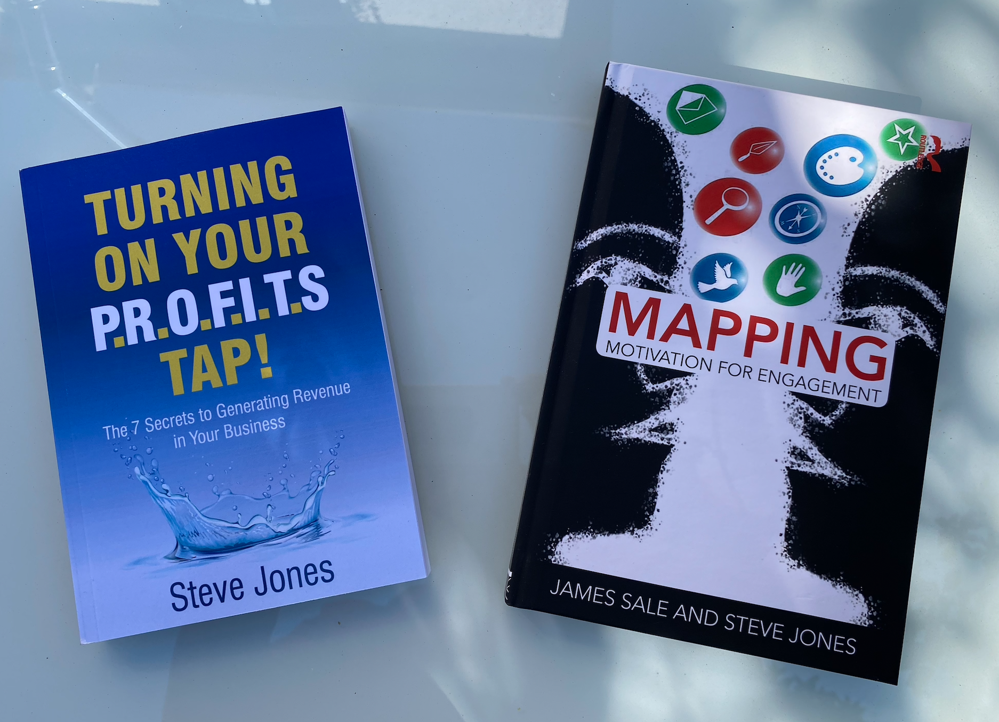 TURNING
ON YOUR
P.R.O.F.I.T.S
TAP!
The 7 Secrets to Generating Revenue
in Your Business
Steve Jones
ROUTLEDGE
MAPPING
MOTIVATION FOR ENGAGEMENT
JAMES SALE AND STEVE JONES